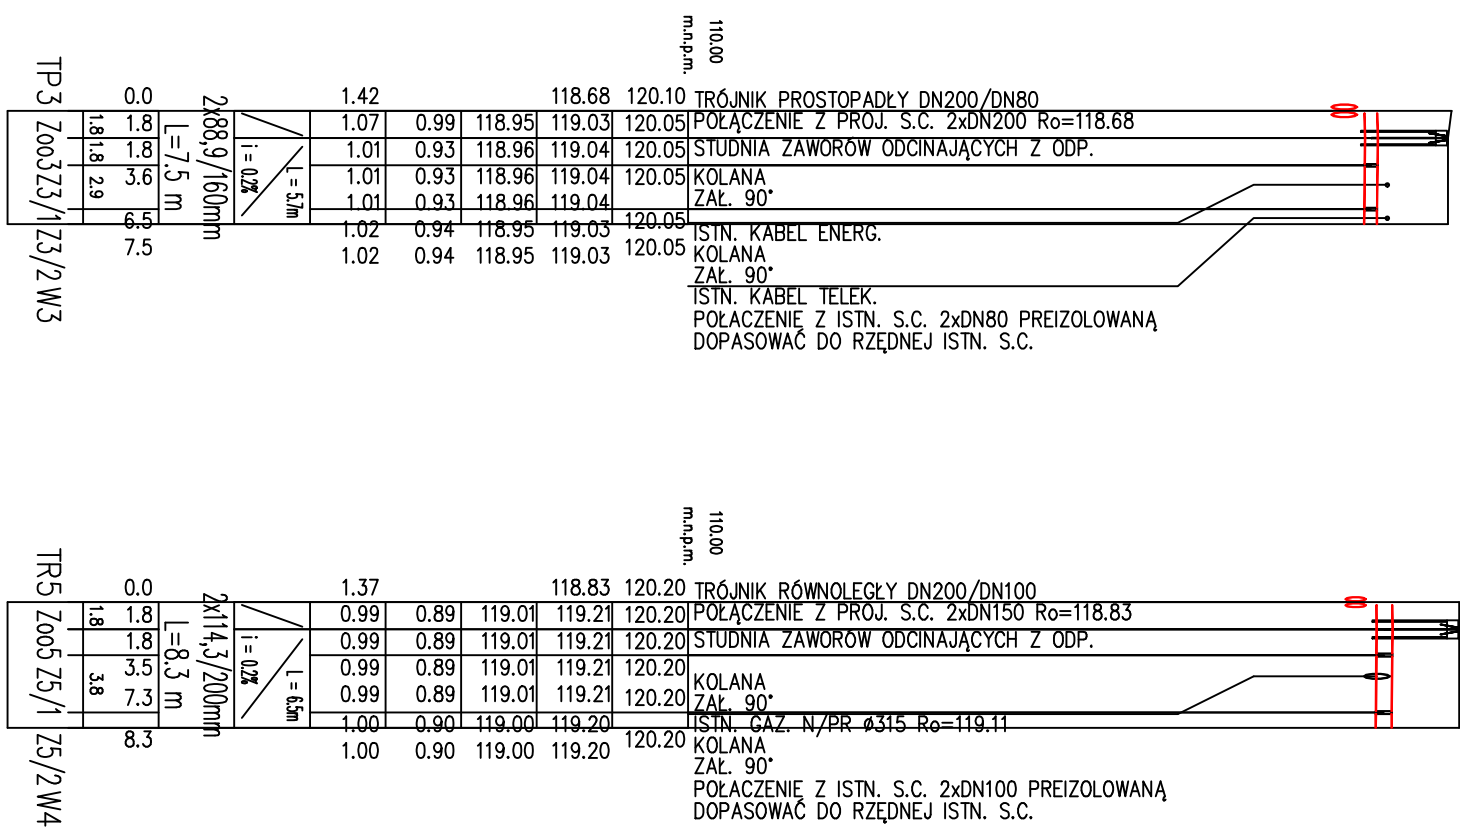 110.00
m.n.p.m.
0.0 1.42 118.68 120.10 TRÓJNIK PROSTOPADŁY DN200/DN80
1.8 1.07 0.99 118.95 119.03 120.05 POŁĄCZENIE Z PROJ. S.C. 2xDN200 Ro=118.68
1.8 1.01 0.93 118.96 119.04 120.05 STUDNIA ZAWORÓW ODCINAJĄCYCH Z ODP.
3.6 1.01 0.93 118.96 119.04 120.05 KOLANA
1.01 0.93 118.96 119.04 ZAŁ. 90°
6.5 1.02 0.94 118.95 119.03 120.05 ISTN. KABEL ENERG.
7.5 1.02 0.94 118.95 119.03 120.05 KOLANA
ZAŁ. 90°
ISTN. KABEL TELEK.
POŁACZENIE Z ISTN. S.C. 2xDN80 PREIZOLOWANĄ
DOPASOWAĆ DO RZĘDNEJ ISTN. S.C.
TP3 Zoo3 Z3/1 Z3/2 W3
1.8 1.8 2.9
L=7.5 m
2x88,9/160mm
i = 0.2%
L = 5.7m
110.00
m.n.p.m.
0.0 1.37 118.83 120.20 TRÓJNIK RÓWNOLEGŁY DN200/DN100
1.8 0.99 0.89 119.01 119.21 120.20 POŁĄCZENIE Z PROJ. S.C. 2xDN150 Ro=118.83
1.8 0.99 0.89 119.01 119.21 120.20 STUDNIA ZAWORÓW ODCINAJĄCYCH Z ODP.
3.5 0.99 0.89 119.01 119.21 120.20 KOLANA
7.3 0.99 0.89 119.01 119.21 120.20 ZAŁ. 90°
1.00 0.90 119.00 119.20 ISTN. GAZ. N/PR ø315 Ro=119.11
8.3 1.00 0.90 119.00 119.20 120.20 KOLANA
ZAŁ. 90°
POŁACZENIE Z ISTN. S.C. 2xDN100 PREIZOLOWANĄ
DOPASOWAĆ DO RZĘDNEJ ISTN. S.C.
TR5 Zoo5 Z5/1 Z5/2 W4
1.8 3.8
L=8.3 m
2x114,3/200mm
i = 0.2%
L = 6.5m